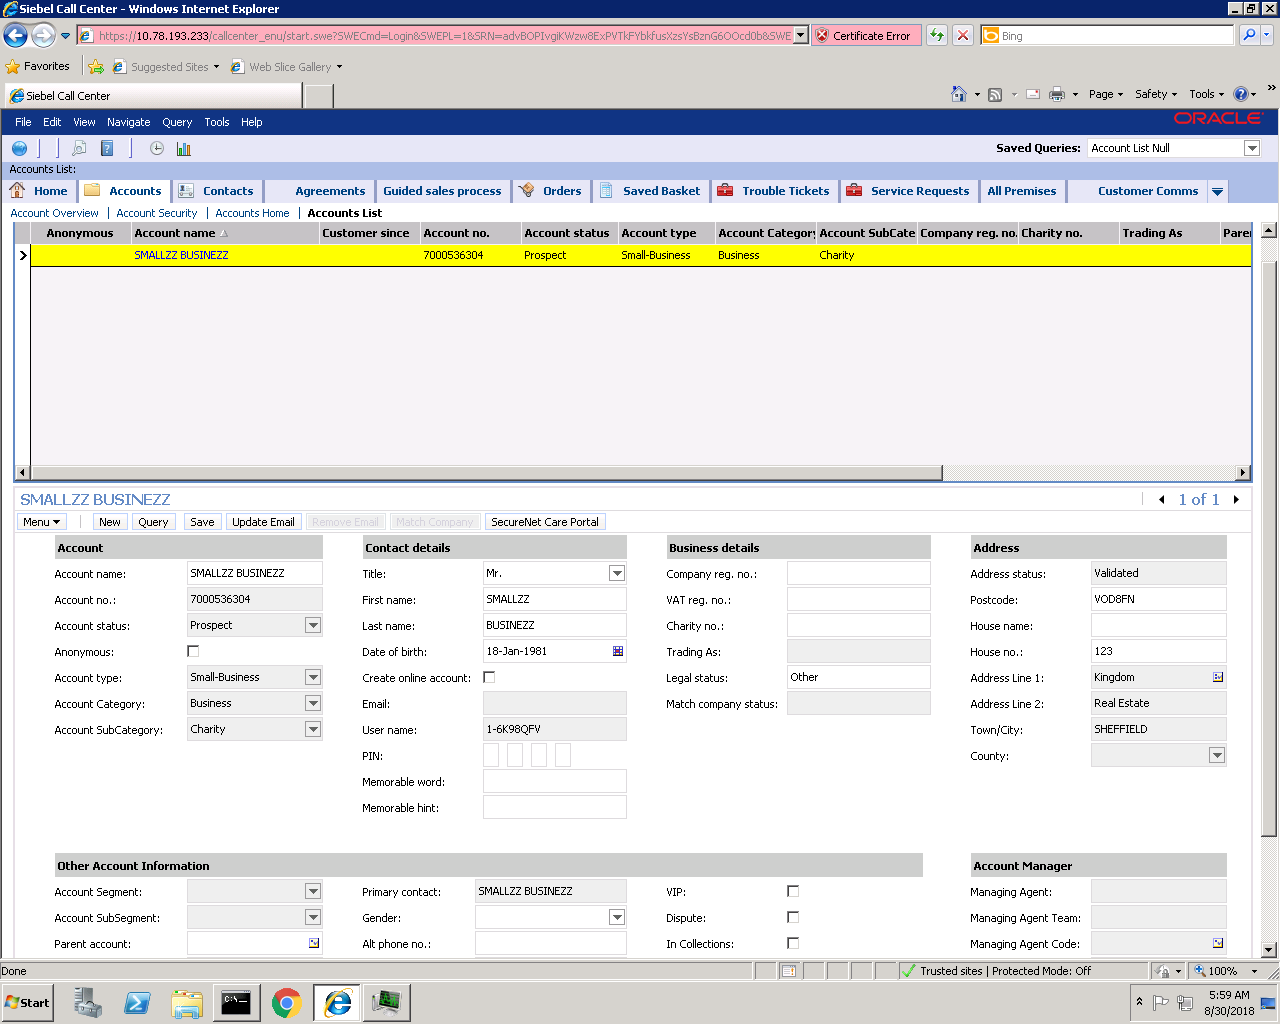 Siebel Call Center - Windows Internet Explorer
https://10.78.193.233/callcenter_enu/start.swe?SWECmd=Login&SWEPL=1&SRN=advBOPIvgiKWzw8ExPVTkFYbkfusXzsYsBznG6OOcd0b&SWE Certificate Error Bing
Favorites Suggested Sites Web Slice Gallery
Siebel Call Center Page Safety Tools
File Edit View Navigate Query Tools Help ORACLE
Saved Queries: Account List Null
Accounts List:
Home Accounts Contacts Agreements Guided sales process Orders Saved Basket Trouble Tickets Service Requests All Premises Customer Comms
Account Overview | Account Security | Accounts Home | Accounts List
Anonymous Account name Customer since Account no. Account status Account type Account Category Account SubCate Company reg. no. Charity no. Trading As Parer
SMALLZZ BUSINEZZ 7000536304 Prospect Small-Business Business Charity
SMALLZZ BUSINEZZ 1 of 1
Menu New Query Save Update Email Remove Email Match Company SecureNet Care Portal
Account Contact details Business details Address
Account name: SMALLZZ BUSINEZZ Title: Mr. Company reg. no.: Address status: Validated
Account no.: 7000536304 First name: SMALLZZ VAT reg. no.: Postcode: VOD8FN
Account status: Prospect Last name: BUSINEZZ Charity no.: House name:
Anonymous: Date of birth: 18-Jan-1981 Trading As: House no.: 123
Account type: Small-Business Create online account: Legal status: Other Address Line 1: Kingdom
Account Category: Business Email: Match company status: Address Line 2: Real Estate
Account SubCategory: Charity User name: 1-6K98QFV Town/City: SHEFFIELD
PIN: County:
Memorable word:
Memorable hint:
Other Account Information Account Manager
Account Segment: Primary contact: SMALLZZ BUSINEZZ VIP: Managing Agent:
Account SubSegment: Gender: Dispute: Managing Agent Team:
Parent account: Alt phone no.: In Collections: Managing Agent Code:
Done Trusted sites | Protected Mode: Off 100%
Start 5:59 AM
8/30/2018